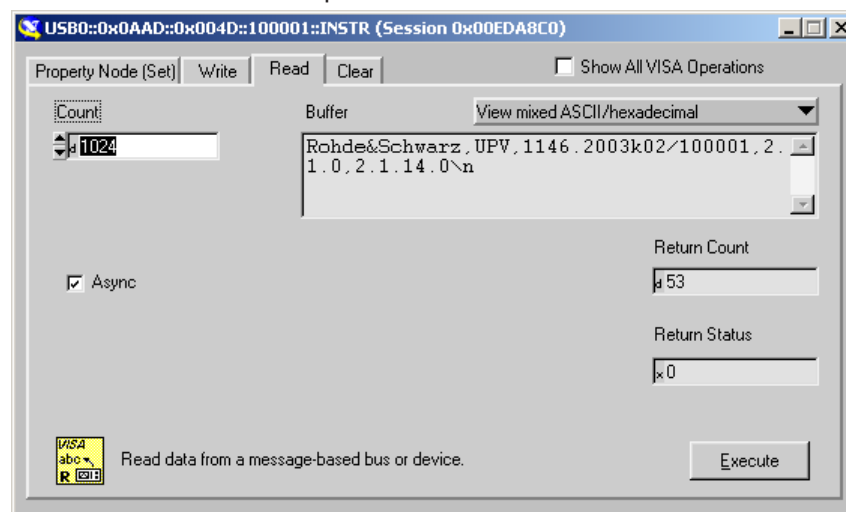 USB0::0x0AAD::0x004D::100001::INSTR (Session 0x00EDA8C0)
Property Node (Set) Write Read Clear Show All VISA Operations
Count Buffer View mixed ASCII/hexadecimal
d 1024
Rohde&Schwarz,UPV,1146.2003k02/100001,2.
1.0,2.1.14.0\n
Return Count
Async d 53
Return Status
x 0
VISA
abc
R
Read data from a message-based bus or device. Execute